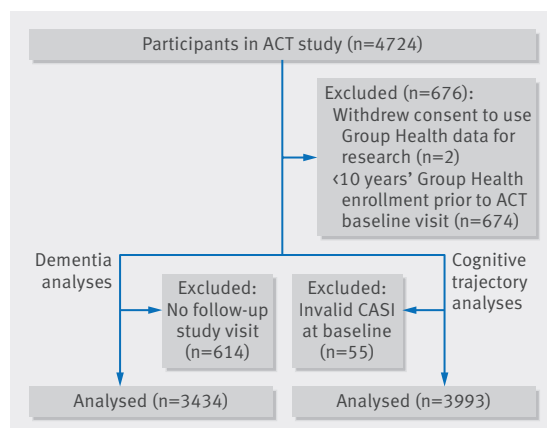 Participants in ACT study (n=4724)
Excluded (n=676):
Withdrew consent to use
Group Health data for
research (n=2)
<10 years’ Group Health
enrollment prior to ACT
baseline visit (n=674)
Dementia
analyses
Excluded:
No follow-up
study visit
(n=614)
Excluded:
Invalid CASI
at baseline
(n=55)
Cognitive
trajectory
analyses
Analysed (n=3434)
Analysed (n=3993)